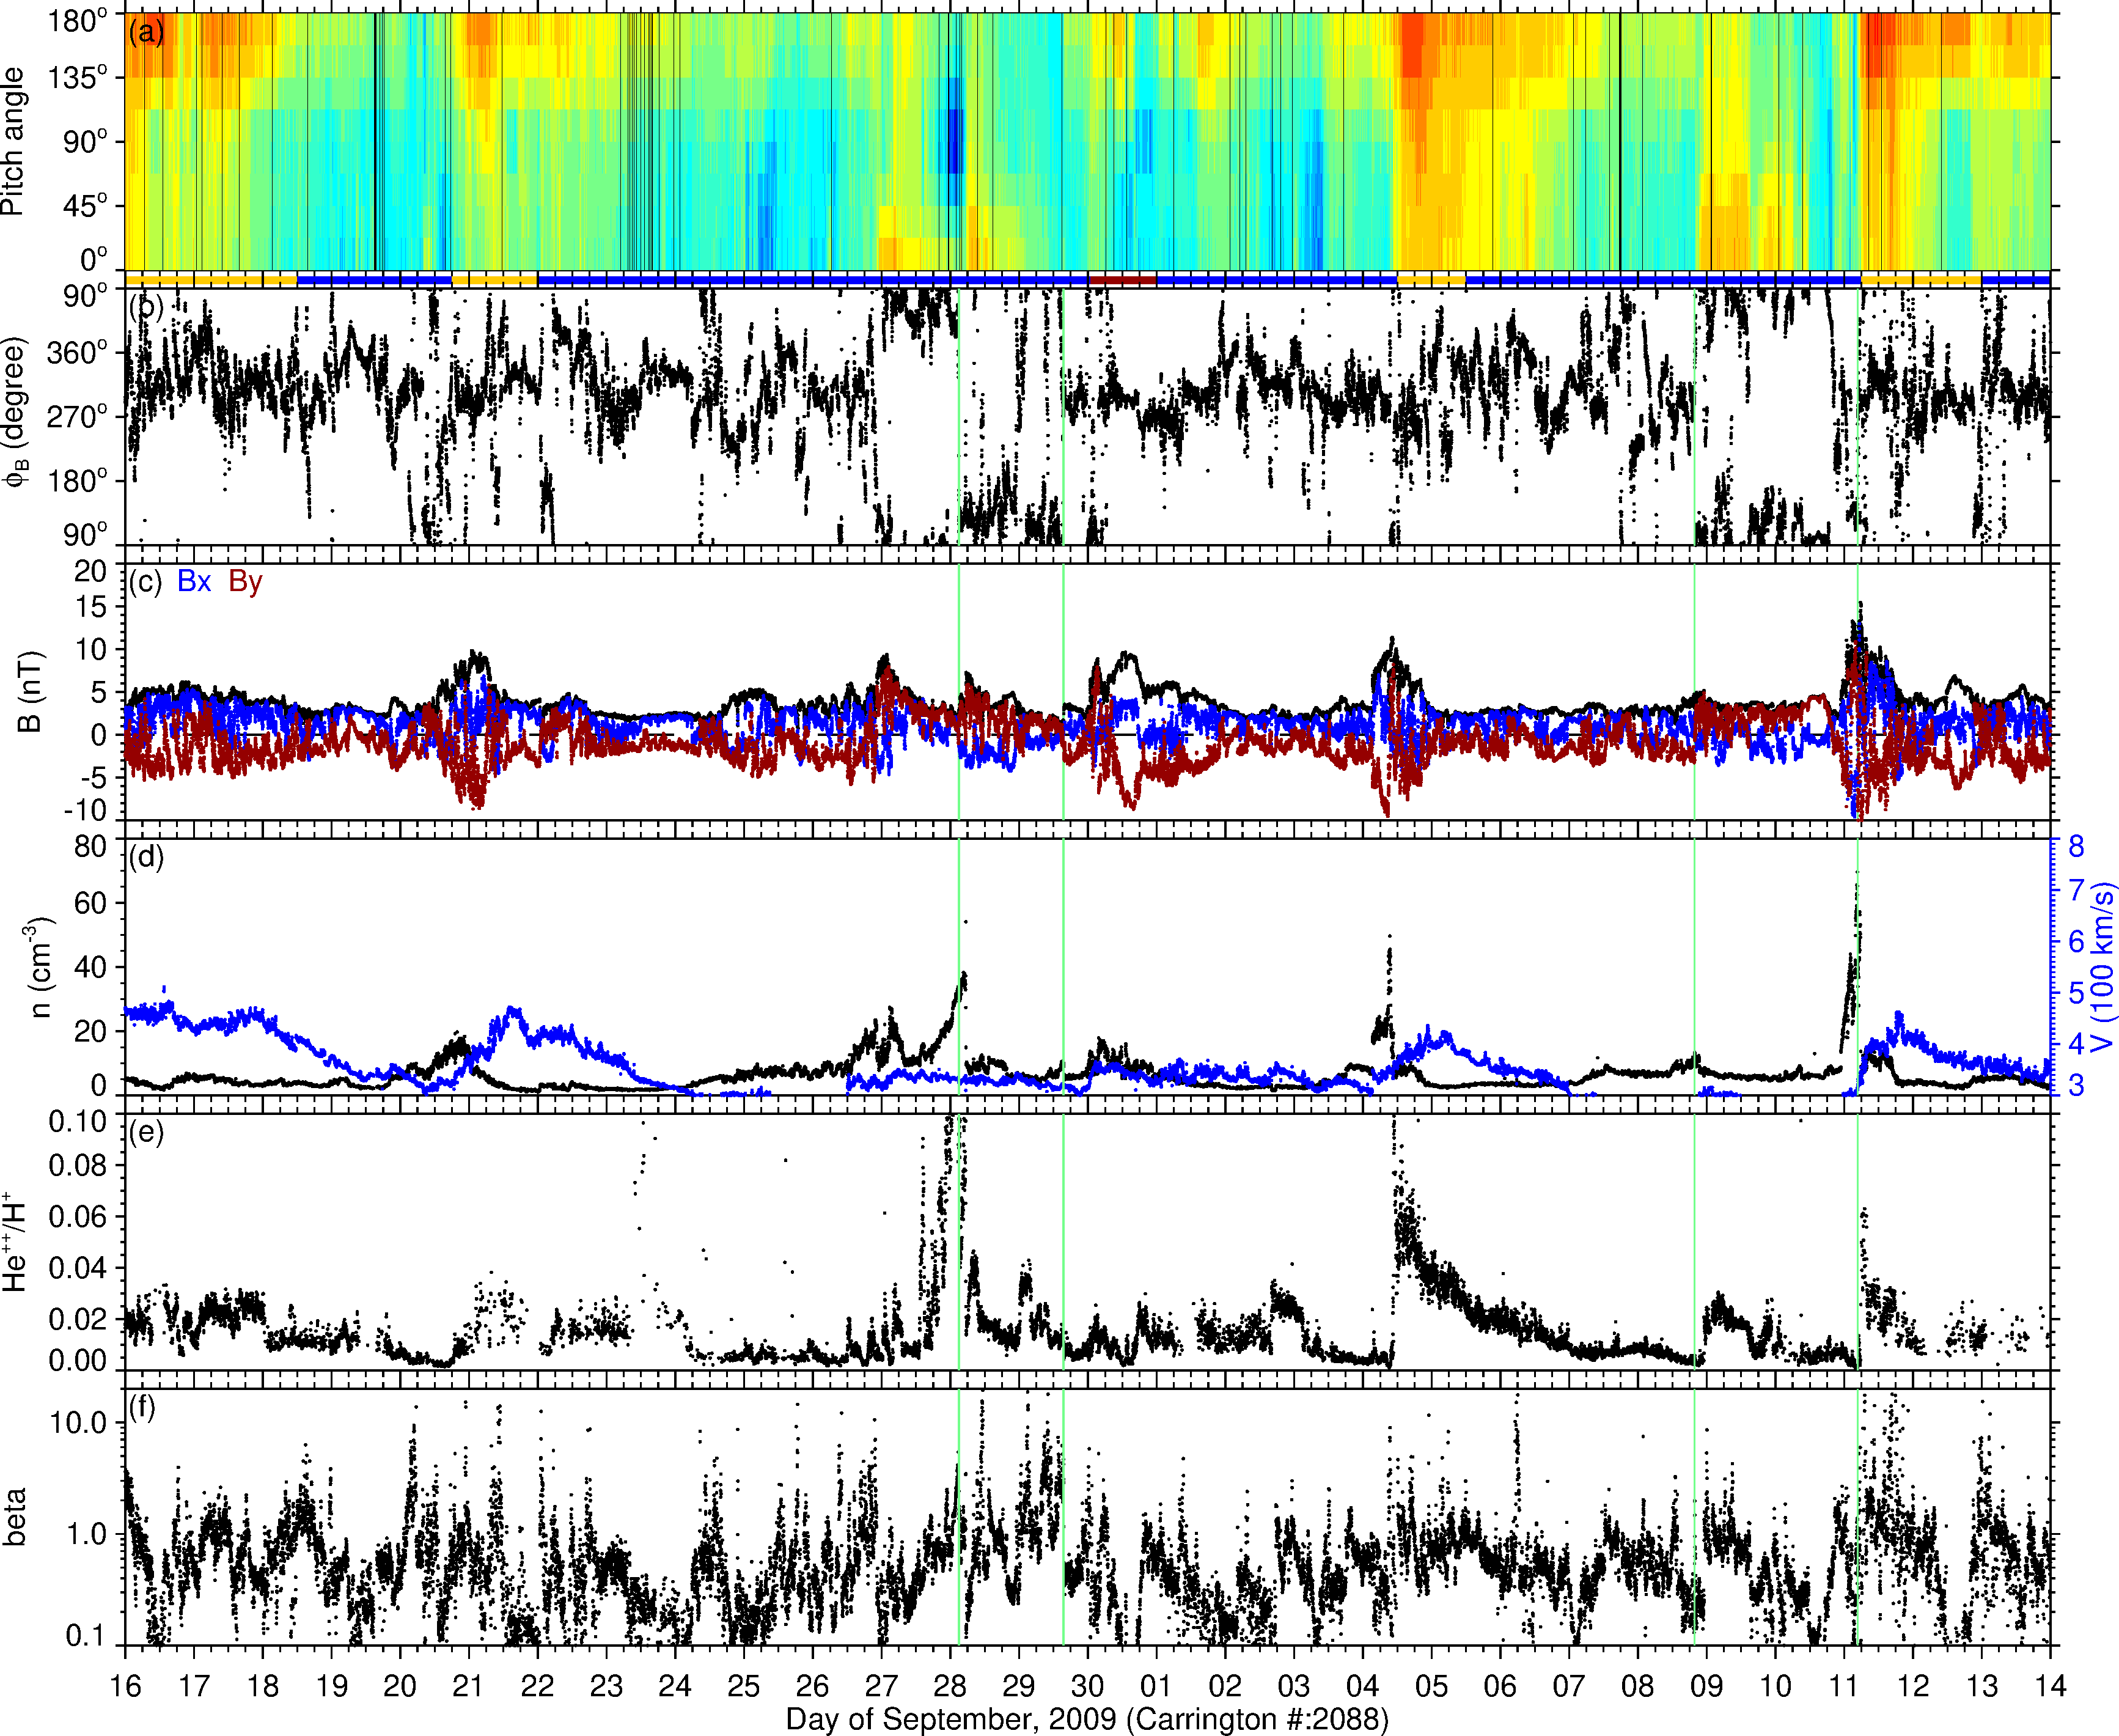 (a)
180°
135°
90°
45°
0°
Pitch angle
(b)
90°
360°
270°
180°
90°
ϕB (degree)
(c) Bx By
20
15
10
5
0
-5
-10
B (nT)
(d)
80
60
40
20
0
n (cm-3)
8
7
6
5
4
3
V (100 km/s)
(e)
0.10
0.08
0.06
0.04
0.02
0.00
He++/H+
(f)
10.0
1.0
0.1
beta
16 17 18 19 20 21 22 23 24 25 26 27 28 29 30 01 02 03 04 05 06 07 08 09 10 11 12 13 14
Day of September, 2009 (Carrington #:2088)